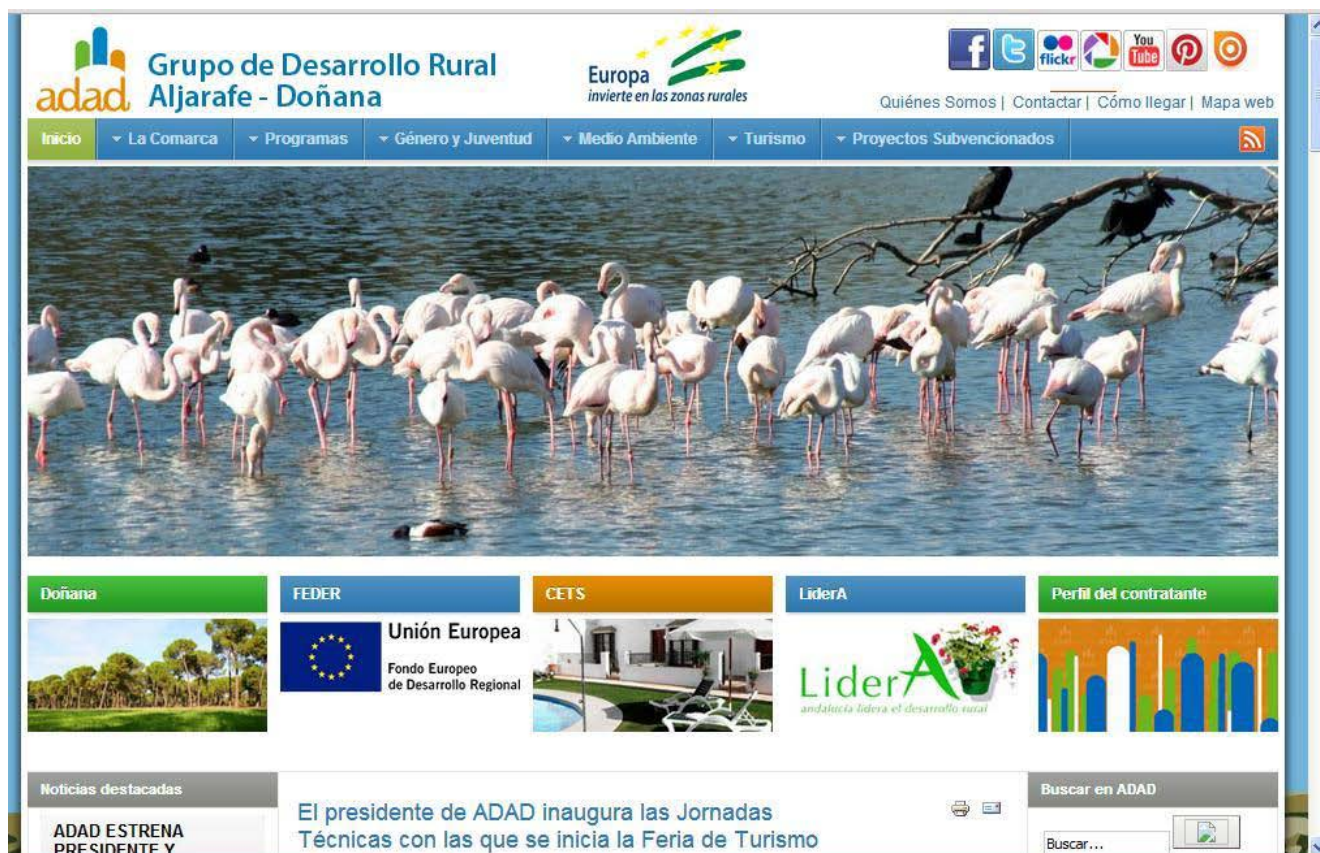 adad
Grupo de Desarrollo Rural
Aljarafe - Doñana
Europa
invierte en las zonas rurales
flickr
You
Tube
Quiénes Somos | Contactar | Cómo llegar | Mapa web
Inicio La Comarca Programas Género y Juventud Medio Ambiente Turismo Proyectos Subvencionados
Doñana
FEDER
Unión Europea
Fondo Europeo
de Desarrollo Regional
CETS
LiderA
LiderA
andalucía lidera el desarrollo rural
Perfil del contratante
Noticias destacadas
ADAD ESTRENA
PRESIDENTE Y
El presidente de ADAD inaugura las Jornadas
Técnicas con las que se inicia la Feria de Turismo
Buscar en ADAD
Buscar...